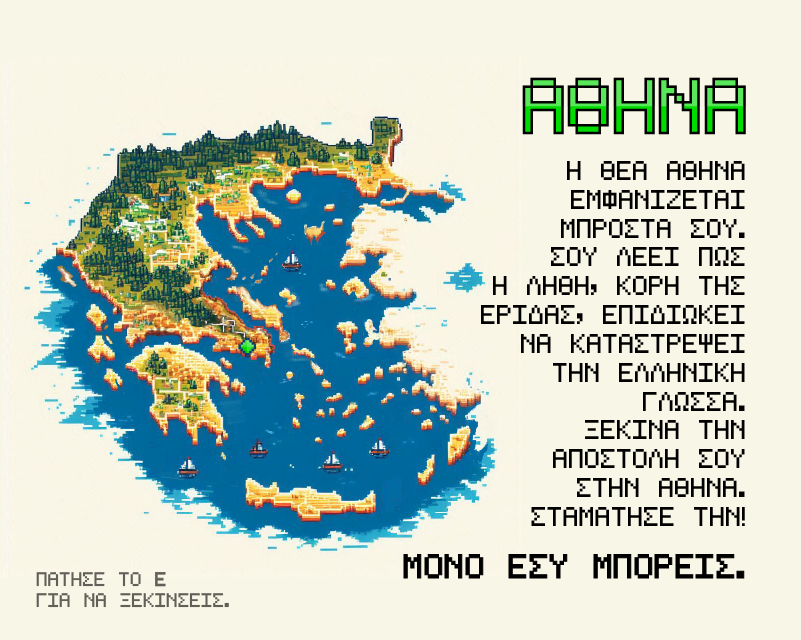 ΑΘΗΝΑ
Η ΘΕΑ ΑΘΗΝΑ
ΕΜΦΑΝΙΖΕΤΑΙ
ΜΠΡΟΣΤΑ ΣΟΥ.
ΣΟΥ ΛΕΕΙ ΠΩΣ
Η ΛΗΘΗ, ΚΟΡΗ ΤΗΣ
ΕΡΙΔΑΣ, ΕΠΙΔΙΩΚΕΙ
ΝΑ ΚΑΤΑΣΤΡΕΨΕΙ
ΤΗΝ ΕΛΛΗΝΙΚΗ
ΓΛΩΣΣΑ.
ΞΕΚΙΝΑ ΤΗΝ
ΑΠΟΣΤΟΛΗ ΣΟΥ
ΣΤΗΝ ΑΘΗΝΑ.
ΣΤΑΜΑΤΗΣΕ ΤΗΝ!
ΜΟΝΟ ΕΣΥ ΜΠΟΡΕΙΣ.
ΠΑΤΗΣΕ ΤΟ Ε
ΓΙΑ ΝΑ ΞΕΚΙΝΣΕΙΣ.